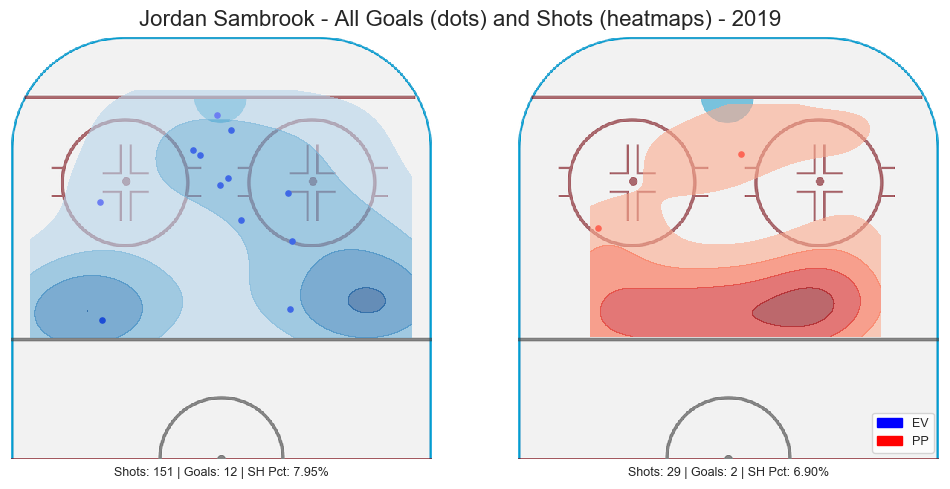 Jordan Sambrook - All Goals (dots) and Shots (heatmaps) - 2019
EV
PP
Shots: 151 | Goals: 12 | SH Pct: 7.95%
Shots: 29 | Goals: 2 | SH Pct: 6.90%